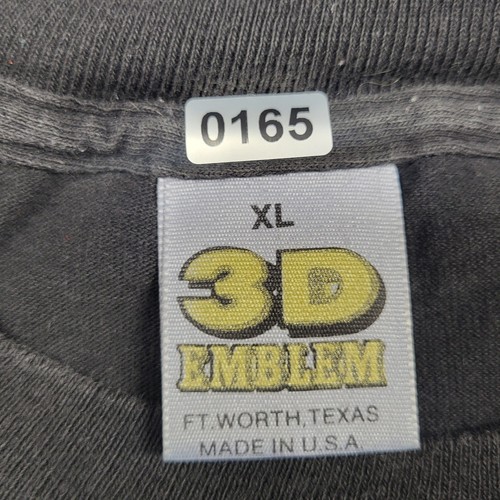 0165
XL
3D
EMBLEM
FT. WORTH, TEXAS
MADE IN U.S.A